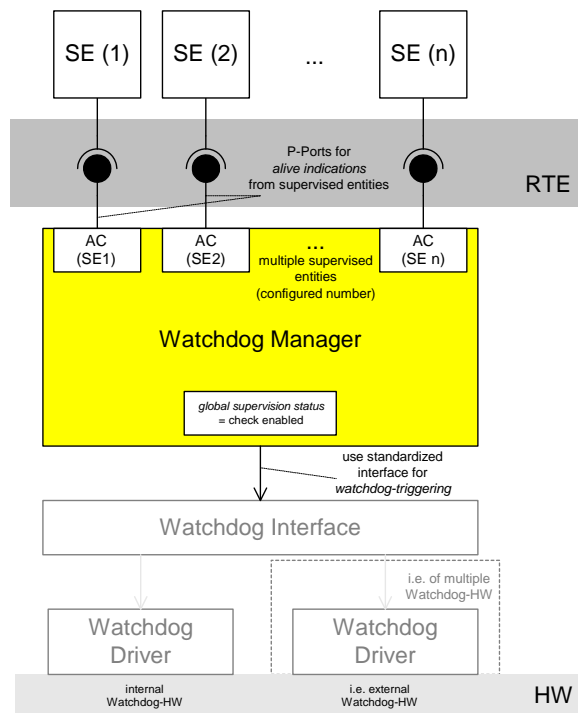 SE (1)
SE (2)
...
SE (n)
P-Ports for
alive indications
from supervised entities
RTE
AC
(SE1)
AC
(SE2)
...
multiple supervised
entities
(configured number)
AC
(SE n)
Watchdog Manager
global supervision status
= check enabled
use standardized
interface for
watchdog-triggering
Watchdog Interface
i.e. of multiple
Watchdog-HW
Watchdog
Driver
Watchdog
Driver
internal
Watchdog-HW
i.e. external
Watchdog-HW
HW